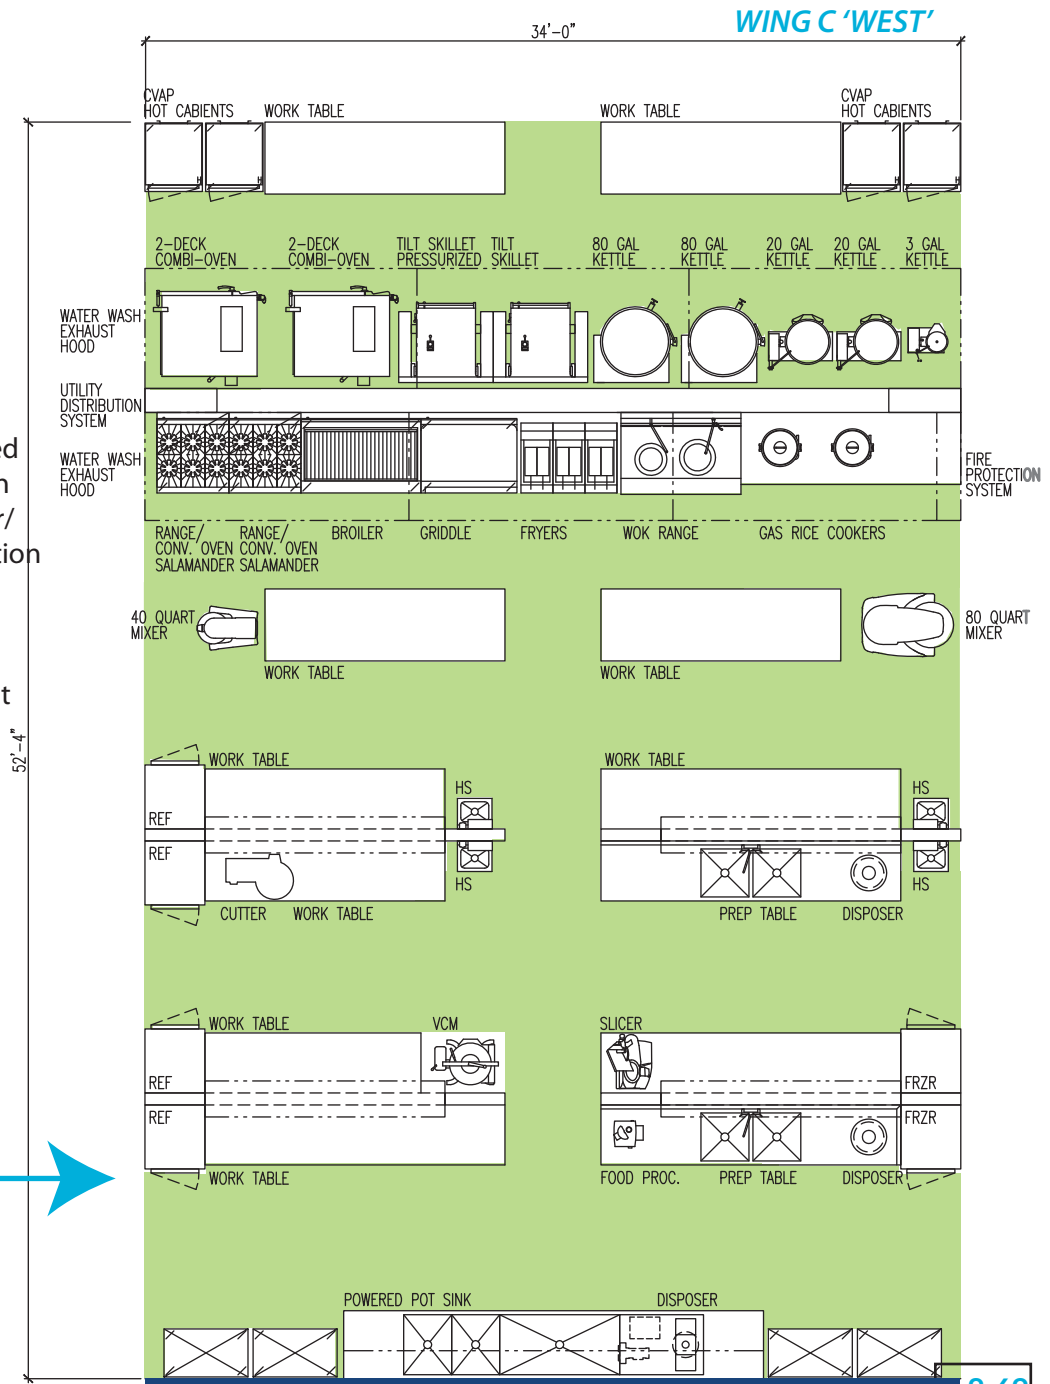 WING C ‘WEST’
34'-0"
CVAP
HOT CABIENTS
WORK TABLE
WORK TABLE
CVAP
HOT CABIENTS
2-DECK
COMBI-OVEN
2-DECK
COMBI-OVEN
TILT SKILLET
PRESSURIZED
TILT
SKILLET
80 GAL
KETTLE
80 GAL
KETTLE
20 GAL
KETTLE
20 GAL
KETTLE
3 GAL
KETTLE
WATER WASH
EXHAUST
HOOD
UTILITY
DISTRIBUTION
SYSTEM
WATER WASH
EXHAUST
HOOD
FIRE
PROTECTION
SYSTEM
RANGE/
CONV. OVEN
SALAMANDER
RANGE/
CONV. OVEN
SALAMANDER
BROILER
GRIDDLE
FRYERS
WOK RANGE
GAS RICE COOKERS
40 QUART
MIXER
80 QUART
MIXER
WORK TABLE
WORK TABLE
52'-4"
WORK TABLE
HS
WORK TABLE
HS
REF
REF
HS
HS
CUTTER
WORK TABLE
PREP TABLE
DISPOSER
WORK TABLE
VCM
SLICER
REF
FRZR
REF
FRZR
WORK TABLE
FOOD PROC.
PREP TABLE
DISPOSER
POWERED POT SINK
DISPOSER